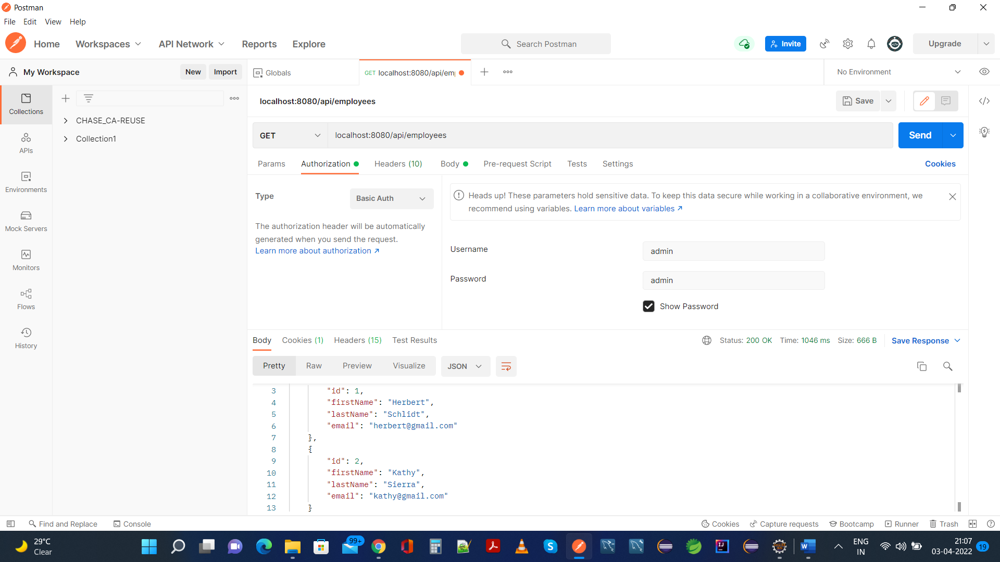 Postman
File Edit View Help
Home Workspaces API Network Reports Explore
Search Postman
Invite
Upgrade
My Workspace
New Import
Globals
GET localhost:8080/api/em
No Environment
Collections
APIs
Environments
Mock Servers
Monitors
Flows
History
CHASE_CA-REUSE
Collection1
localhost:8080/api/employees
Save
GET localhost:8080/api/employees
Send
Params Authorization Headers (10) Body Pre-request Script Tests Settings
Cookies
Type
Basic Auth
The authorization header will be automatically
generated when you send the request.
Learn more about authorization ↗
Heads up! These parameters hold sensitive data. To keep this data secure while working in a collaborative environment, we
recommend using variables. Learn more about variables ↗
Username
admin
Password
admin
Show Password
Body Cookies (1) Headers (15) Test Results
Status: 200 OK Time: 1046 ms Size: 666 B
Save Response
Pretty Raw Preview Visualize
JSON
3 "id": 1,
4 "firstName": "Herbert",
5 "lastName": "Schlidt",
6 "email": "herbert@gmail.com"
7 },
8 {
9 "id": 2,
10 "firstName": "Kathy",
11 "lastName": "Sierra",
12 "email": "kathy@gmail.com"
13 }
Find and Replace Console
Cookies Capture requests Bootcamp Runner Trash
29°C
Clear
99+
ENG
IN
21:07
03-04-2022
19